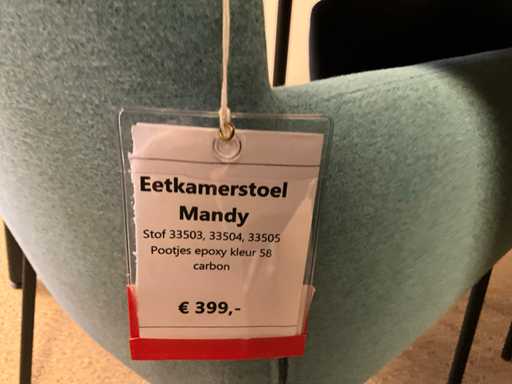 Eetkamerstoel
Mandy
Stof 33503, 33504, 33505
Pootjes epoxy kleur 58
carbon
€ 399,-